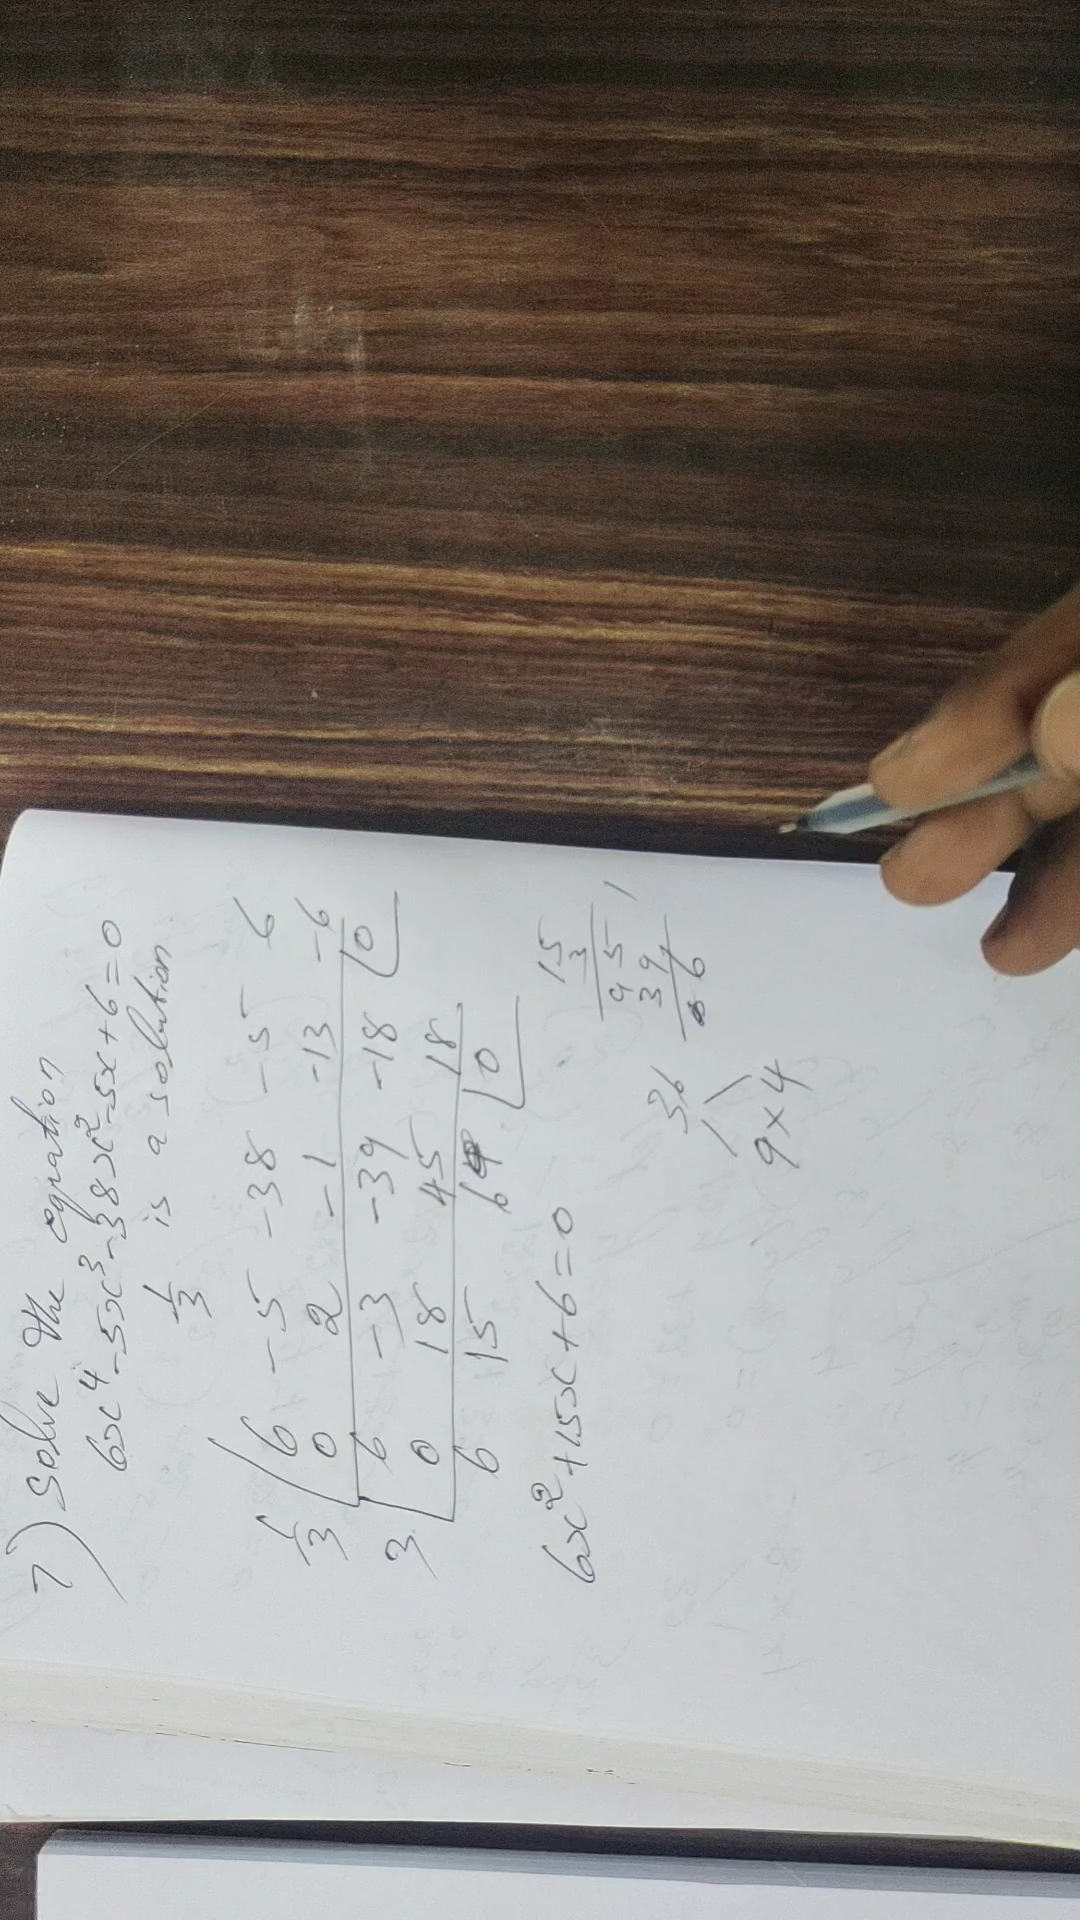 7) Solve the equation
6x⁴-5x³-38x²-5x+6=0
1/3 is a solution
1/3 6 -5 -38 -5 6
0 2 -1 -13 -6
3 6 -3 -39 -18 0
0 18 45 18
6 15 6 0
6x²+15x+6=0
15
3
45
39
6
36
9×4